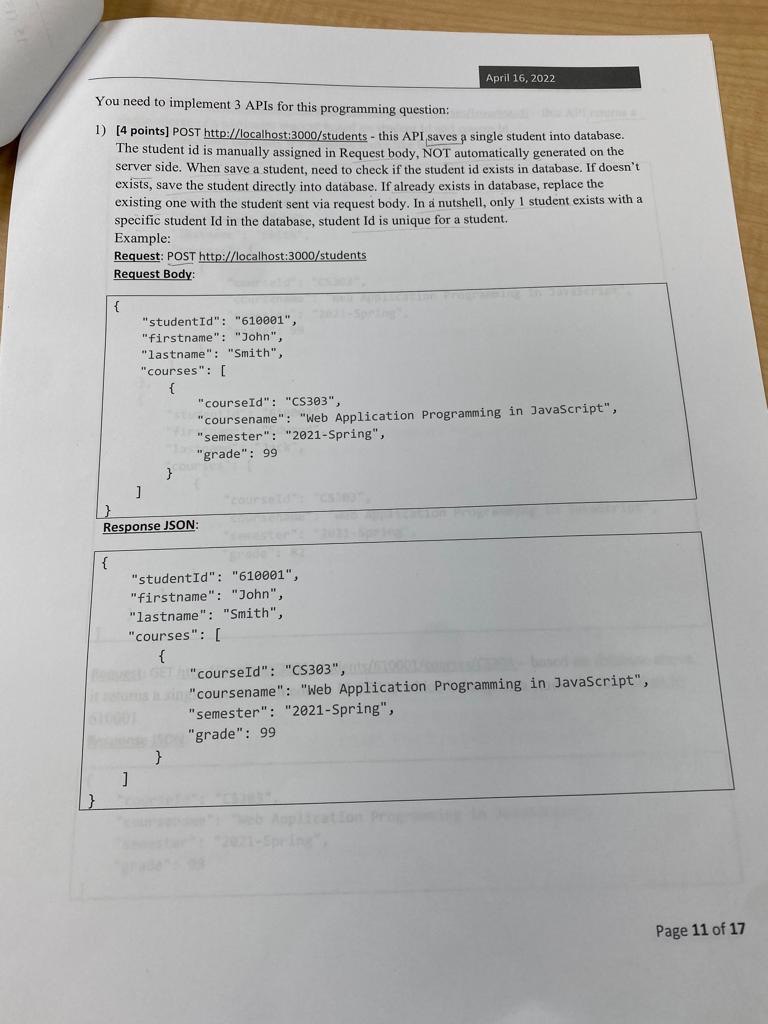 April 16, 2022
You need to implement 3 APIs for this programming question:
1) [4 points] POST http://localhost:3000/students - this API saves a single student into database.
The student id is manually assigned in Request body, NOT automatically generated on the
server side. When save a student, need to check if the student id exists in database. If doesn't
exists, save the student directly into database. If already exists in database, replace the
existing one with the student sent via request body. In a nutshell, only 1 student exists with a
specific student Id in the database, student Id is unique for a student.
Example:
Request: POST http://localhost:3000/students
Request Body:
{
"studentId": "610001",
"firstname": "John",
"lastname": "Smith",
"courses": [
{
"courseId": "CS303",
"coursename": "Web Application Programming in JavaScript",
"semester": "2021-Spring",
"grade": 99
}
]
}
Response JSON:
{
"studentId": "610001",
"firstname": "John",
"lastname": "Smith",
"courses": [
{
"courseId": "CS303",
"coursename": "Web Application Programming in JavaScript",
"semester": "2021-Spring",
"grade": 99
}
]
}
Page 11 of 17